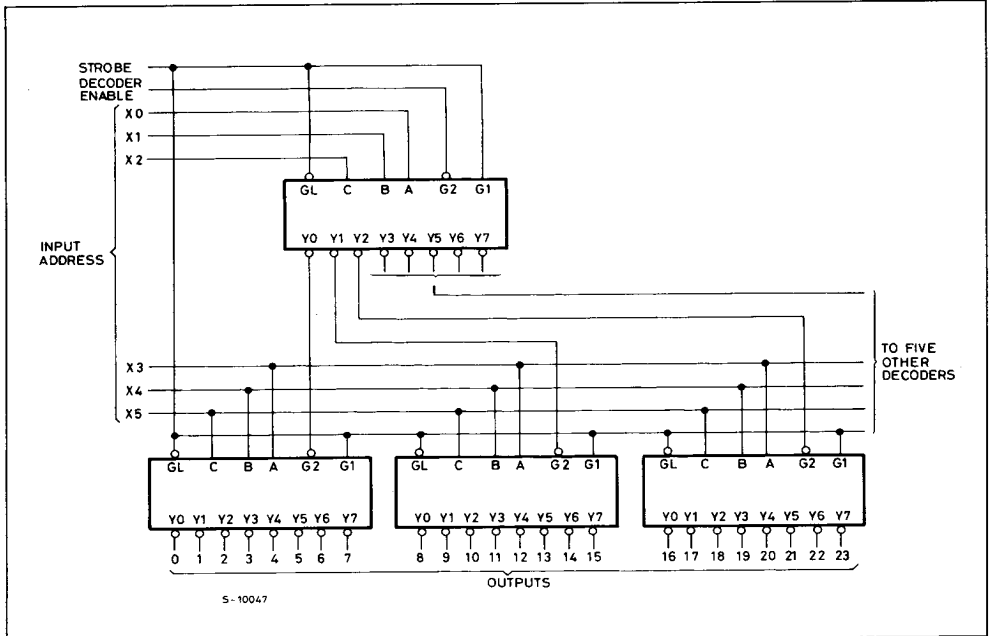 STROBE
DECODER
ENABLE
X0
X1
X2
GL C B A G2 G1
Y0 Y1 Y2 Y3 Y4 Y5 Y6 Y7
INPUT
ADDRESS
TO FIVE
OTHER
DECODERS
X3
X4
X5
GL C B A G2 G1
GL C B A G2 G1
GL C B A G2 G1
Y0 Y1 Y2 Y3 Y4 Y5 Y6 Y7
Y0 Y1 Y2 Y3 Y4 Y5 Y6 Y7
Y0 Y1 Y2 Y3 Y4 Y5 Y6 Y7
0 1 2 3 4 5 6 7
8 9 10 11 12 13 14 15
16 17 18 19 20 21 22 23
OUTPUTS
S-10047